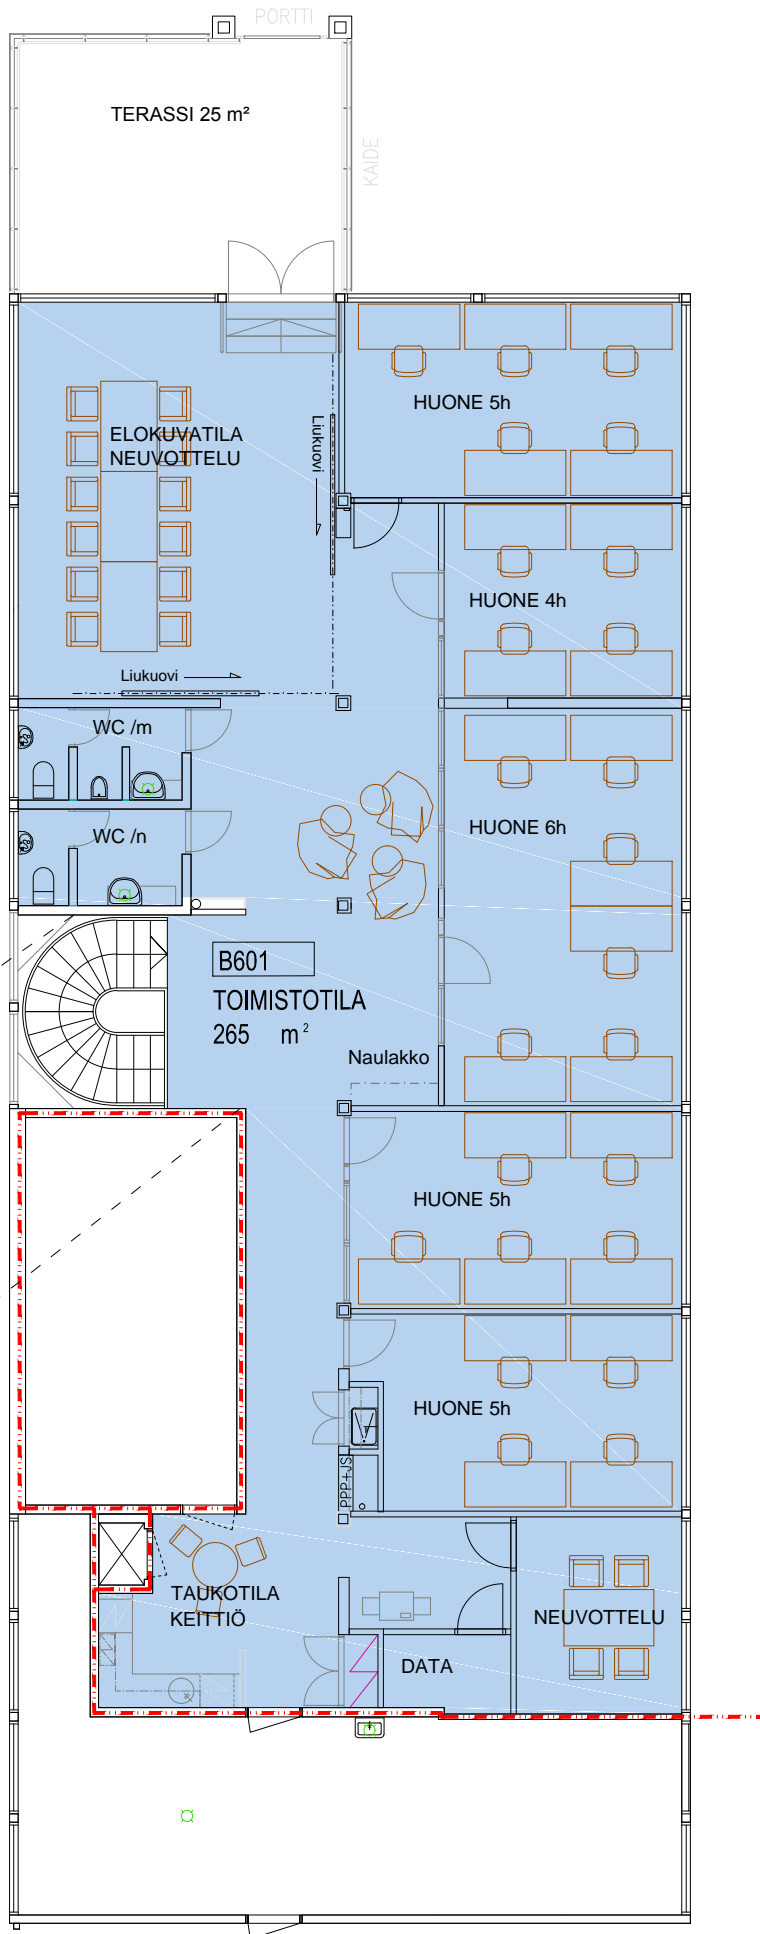 PORTTI
TERASSI 25 m²
KAIDE
HUONE 5h
Liukuovi
ELOKUVATILA
NEUVOTTELU
HUONE 4h
Liukuovi
WC /m
HUONE 6h
WC /n
B601
TOIMISTOTILA
265 m²
Naulakko
HUONE 5h
HUONE 5h
PPP+JS
TAUKOTILA
KEITTIÖ
NEUVOTTELU
DATA